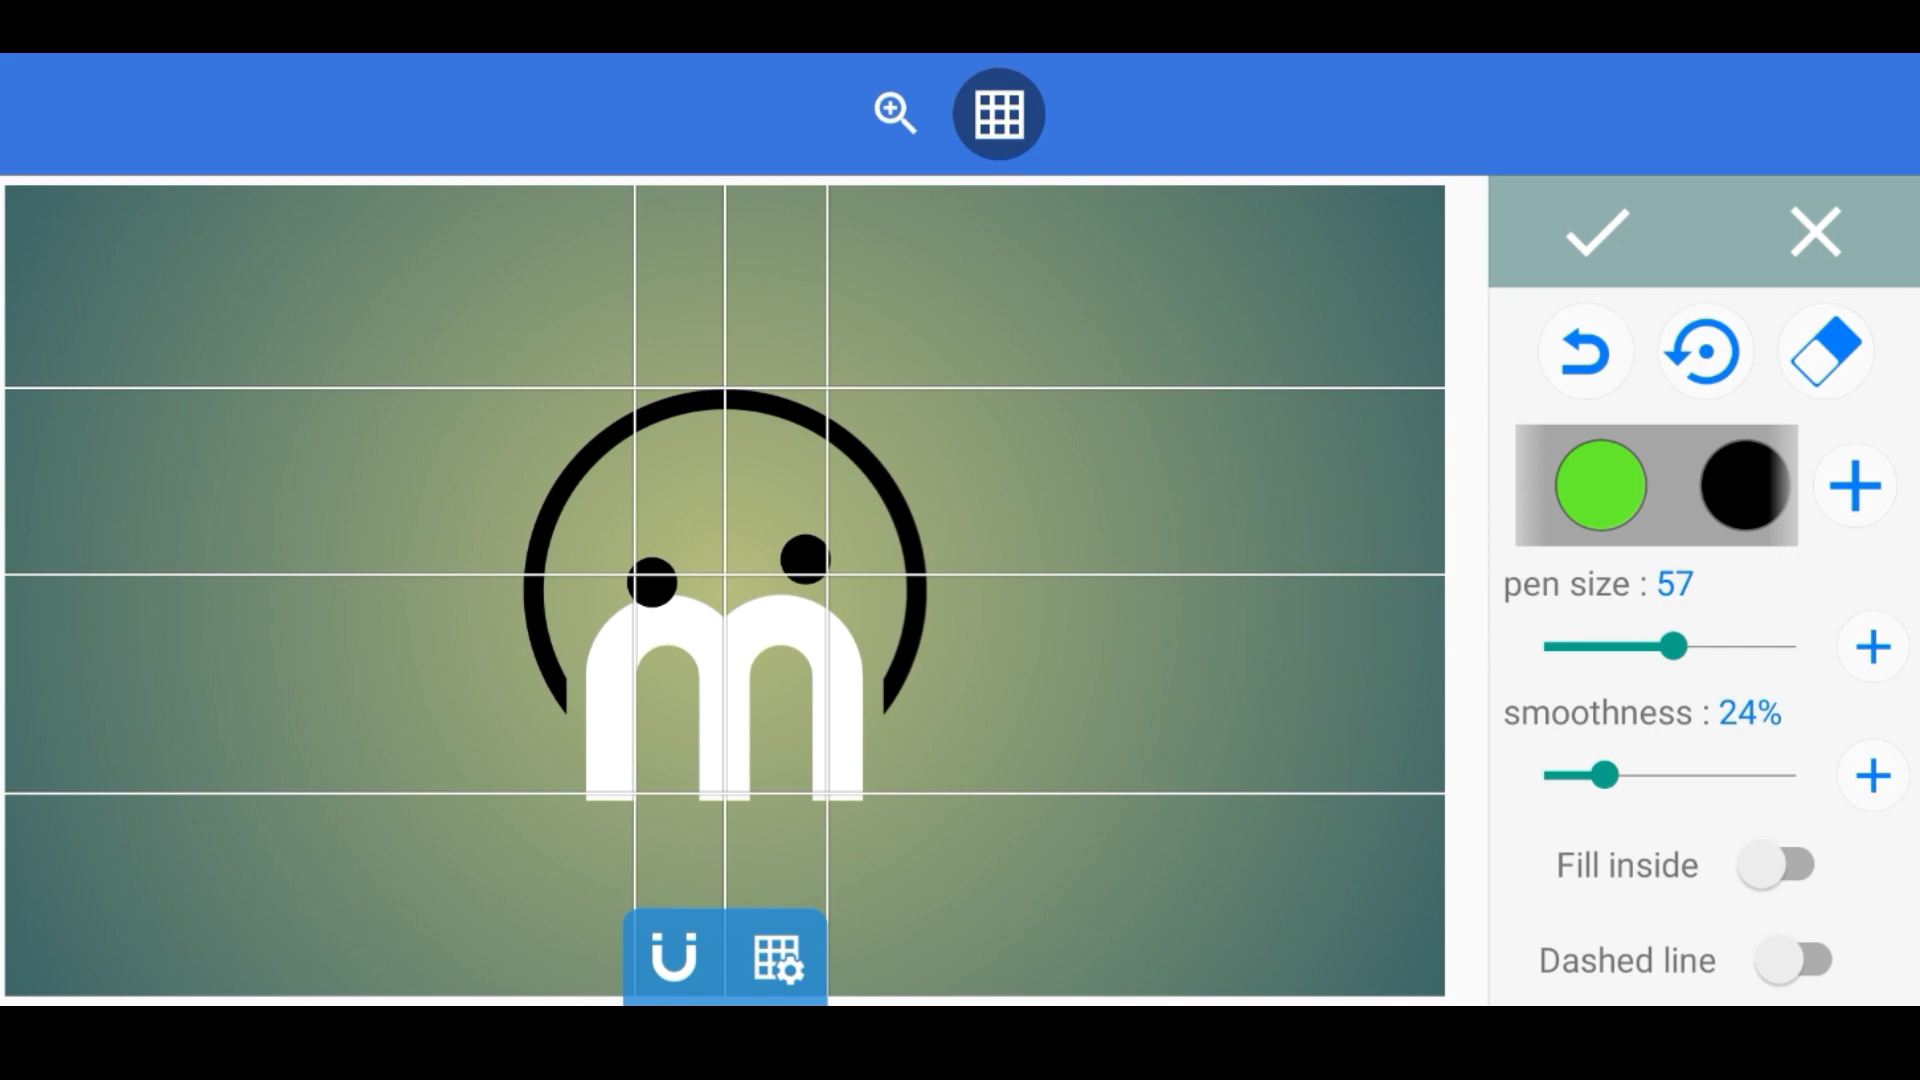 m
pen size : 57
smoothness : 24%
Fill inside
Dashed line